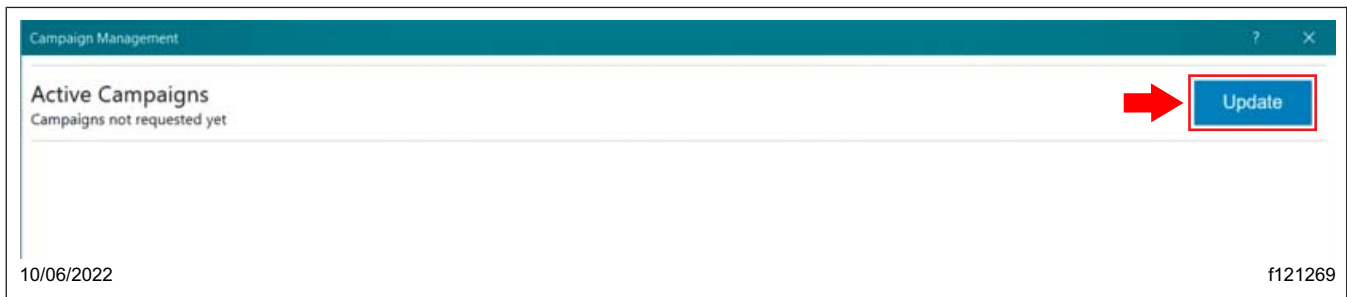 Campaign Management ? ×
Active Campaigns
Update
Campaigns not requested yet
10/06/2022 f121269